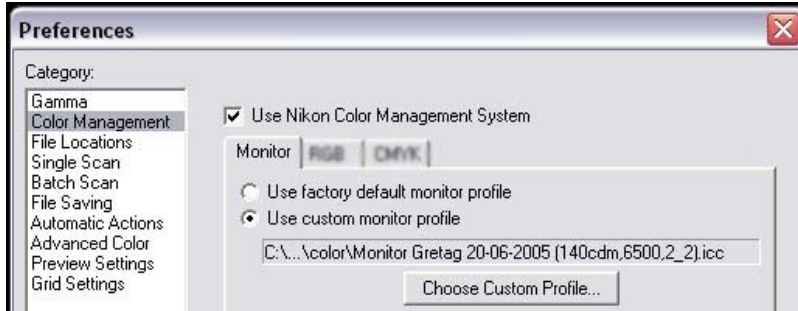 Preferences
Category:
Gamma
Color Management
File Locations
Single Scan
Batch Scan
File Saving
Automatic Actions
Advanced Color
Preview Settings
Grid Settings
Use Nikon Color Management System
Monitor RGB CMYK
Use factory default monitor profile
Use custom monitor profile
C:\...\color\Monitor Gretag 20-06-2005 (140cdm,6500,2_2).icc
Choose Custom Profile...